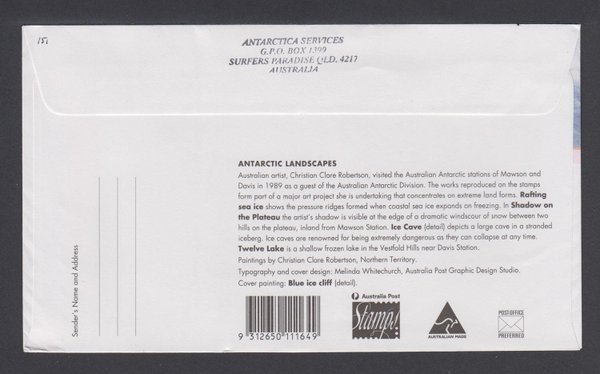 151
ANTARCTICA SERVICES
G.P.O. BOX 1390
SURFERS PARADISE QLD. 4217
AUSTRALIA
ANTARCTIC LANDSCAPES
Australian artist, Christian Clare Robertson, visited the Australian Antarctic stations of Mawson and
Davis in 1989 as a guest of the Australian Antarctic Division. The works reproduced on the stamps
form part of a major art project she is undertaking that concentrates on extreme land forms. Rafting
sea ice shows the pressure ridges formed when coastal sea ice expands on freezing. In Shadow on
the Plateau the artist's shadow is visible at the edge of a dramatic windscour of snow between two
hills on the plateau, inland from Mawson Station. Ice Cave (detail) depicts a large cave in a stranded
iceberg. Ice caves are renowned for being extremely dangerous as they can collapse at any time.
Twelve Lake is a shallow frozen lake in the Vestfold Hills near Davis Station.
Paintings by Christian Clare Robertson, Northern Territory.
Typography and cover design: Melinda Whitechurch, Australia Post Graphic Design Studio.
Cover painting: Blue ice cliff (detail).
Sender's Name and Address
9 312650 111649
Australia Post
Stamps!
AUSTRALIAN MADE
POST OFFICE
PREFERRED